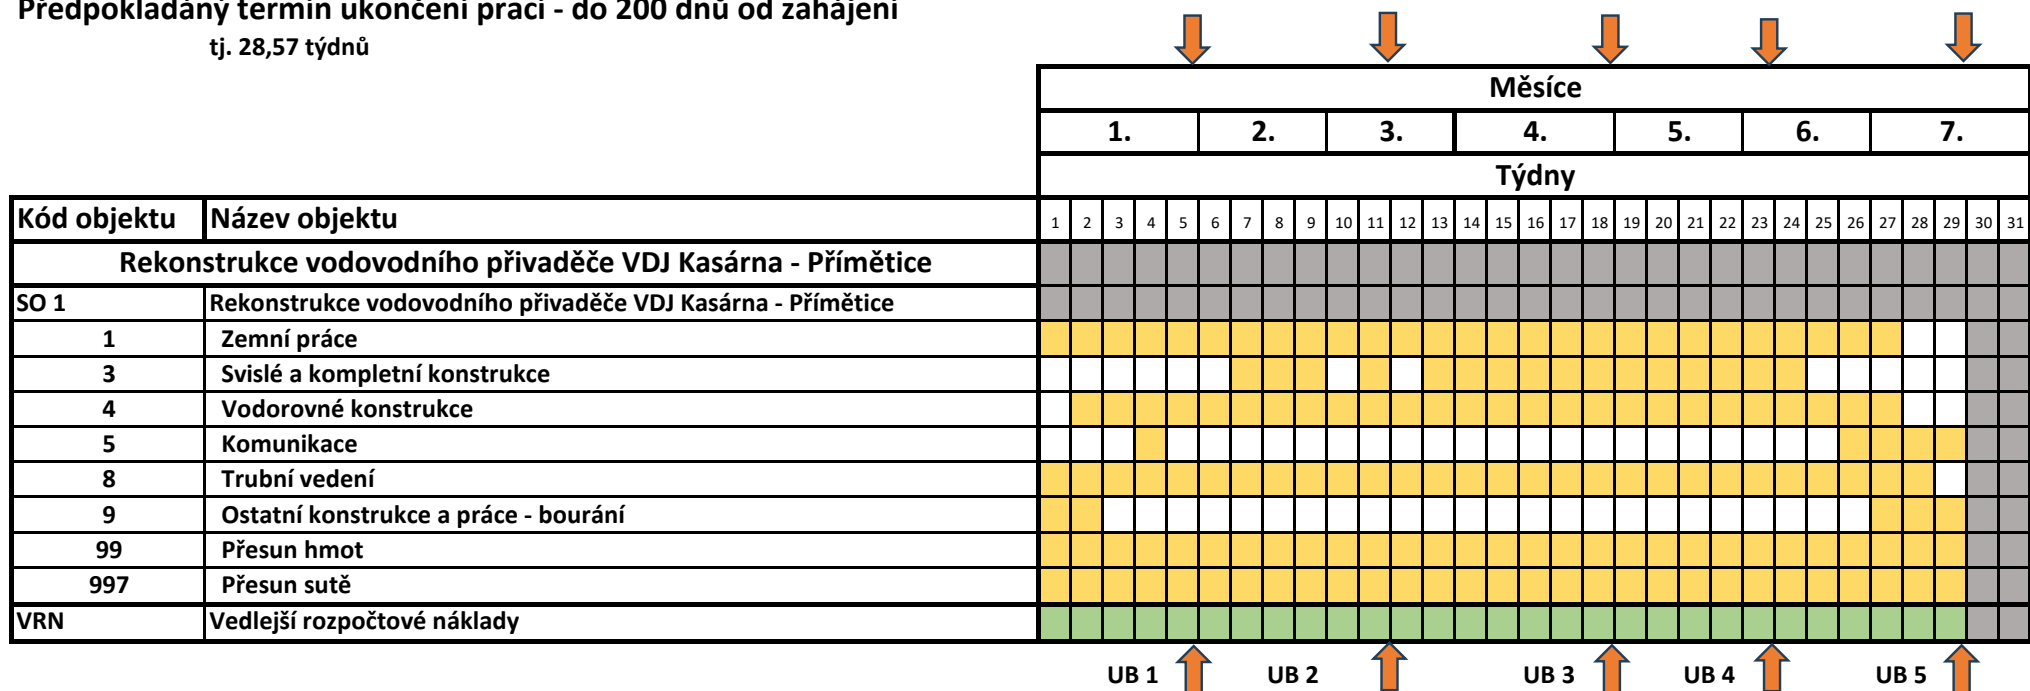 Předpokládáný termín ukončení prací - do 200 dnů od zahájení
tj. 28,57 týdnů
Měsíce
1. 2. 3. 4. 5. 6. 7.
Týdny
Kód objektu Název objektu 1 2 3 4 5 6 7 8 9 10 11 12 13 14 15 16 17 18 19 20 21 22 23 24 25 26 27 28 29 30 31
Rekonstrukce vodovodního přivaděče VDJ Kasárna - Přímětice
SO 1 Rekonstrukce vodovodního přivaděče VDJ Kasárna - Přímětice
1 Zemní práce
3 Svislé a kompletní konstrukce
4 Vodorovné konstrukce
5 Komunikace
8 Trubní vedení
9 Ostatní konstrukce a práce - bourání
99 Přesun hmot
997 Přesun sutě
VRN Vedlejší rozpočtové náklady
UB 1 UB 2 UB 3 UB 4 UB 5